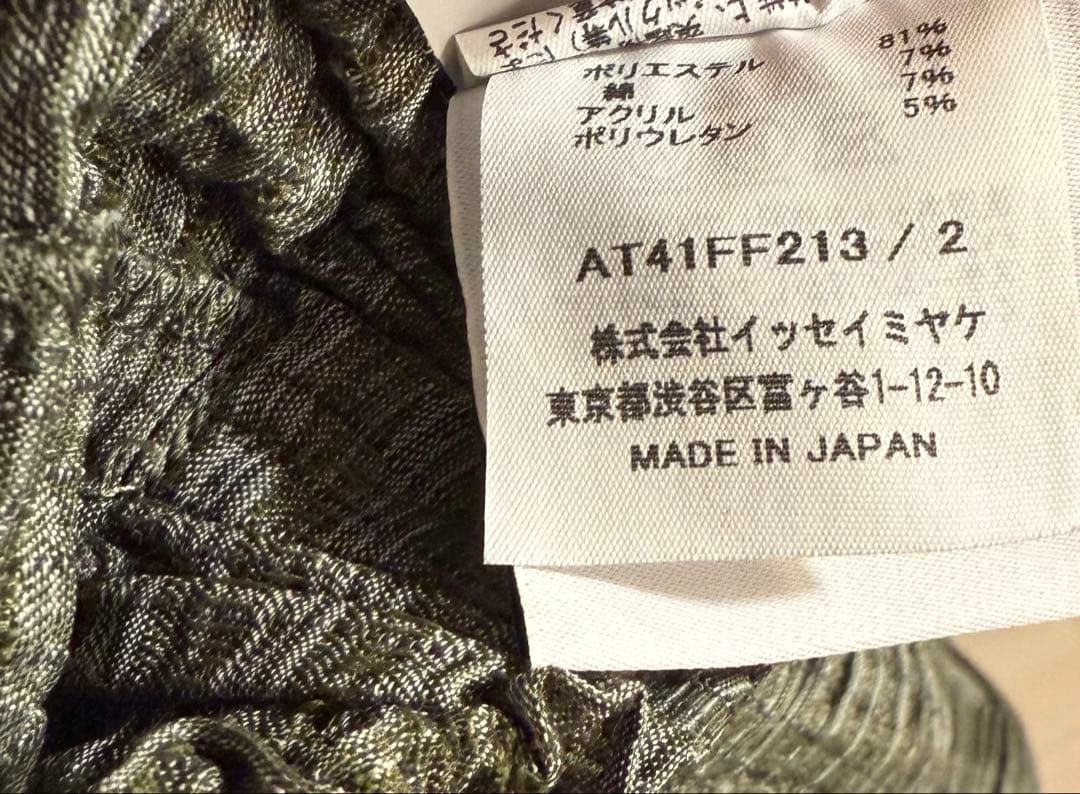 81%
ポリエステル 7%
綿 7%
アクリル 5%
ポリウレタン
AT41FF213 / 2
株式会社イッセイミヤケ
東京都渋谷区富ヶ谷1-12-10
MADE IN JAPAN